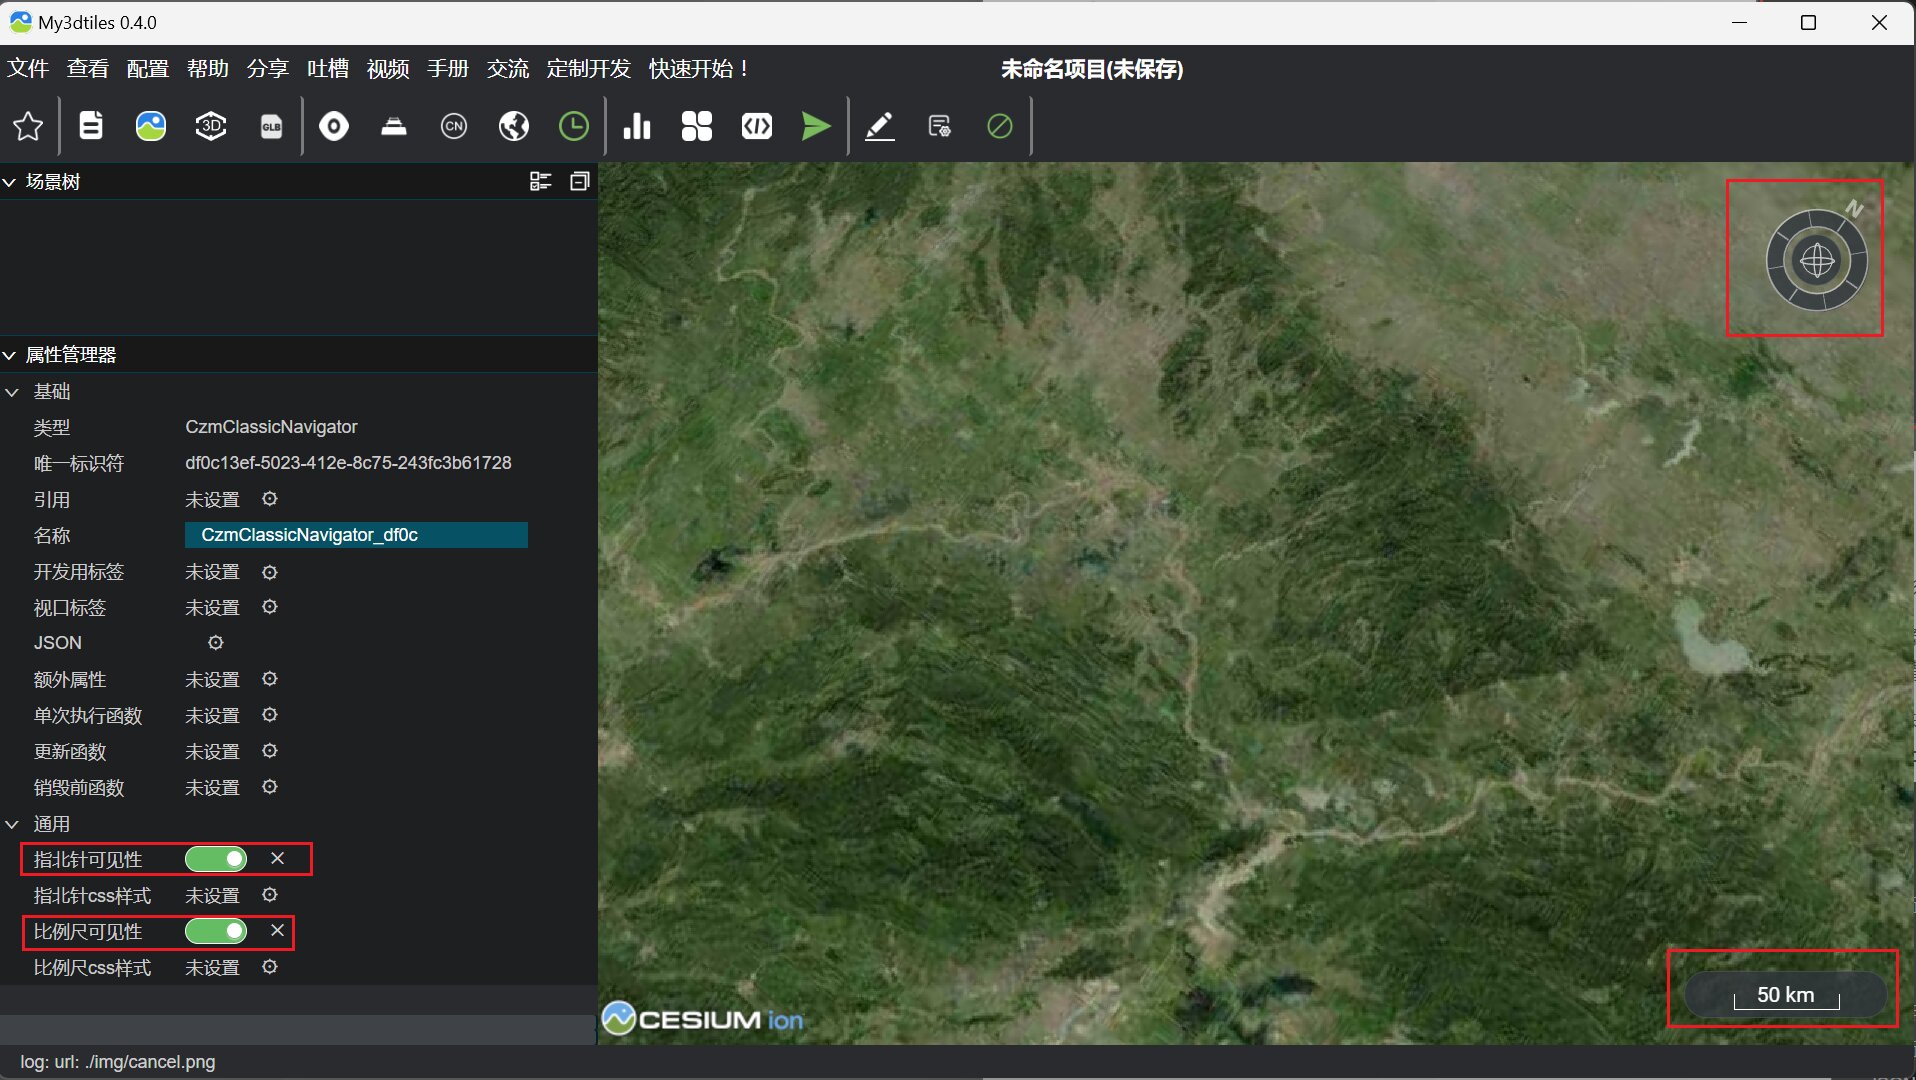 My3dtiles 0.4.0
文件 查看 配置 帮助 分享 吐槽 视频 手册 交流 定制开发 快速开始！
未命名项目(未保存)
3D
GLB
CN
场景树
属性管理器
基础
类型 CzmClassicNavigator
唯一标识符 df0c13ef-5023-412e-8c75-243fc3b61728
引用 未设置
名称 CzmClassicNavigator_df0c
开发用标签 未设置
视口标签 未设置
JSON
额外属性 未设置
单次执行函数 未设置
更新函数 未设置
销毁前函数 未设置
通用
指北针可见性
指北针css样式 未设置
比例尺可见性
比例尺css样式 未设置
N
50 km
CESIUM ion
log: url: ./img/cancel.png